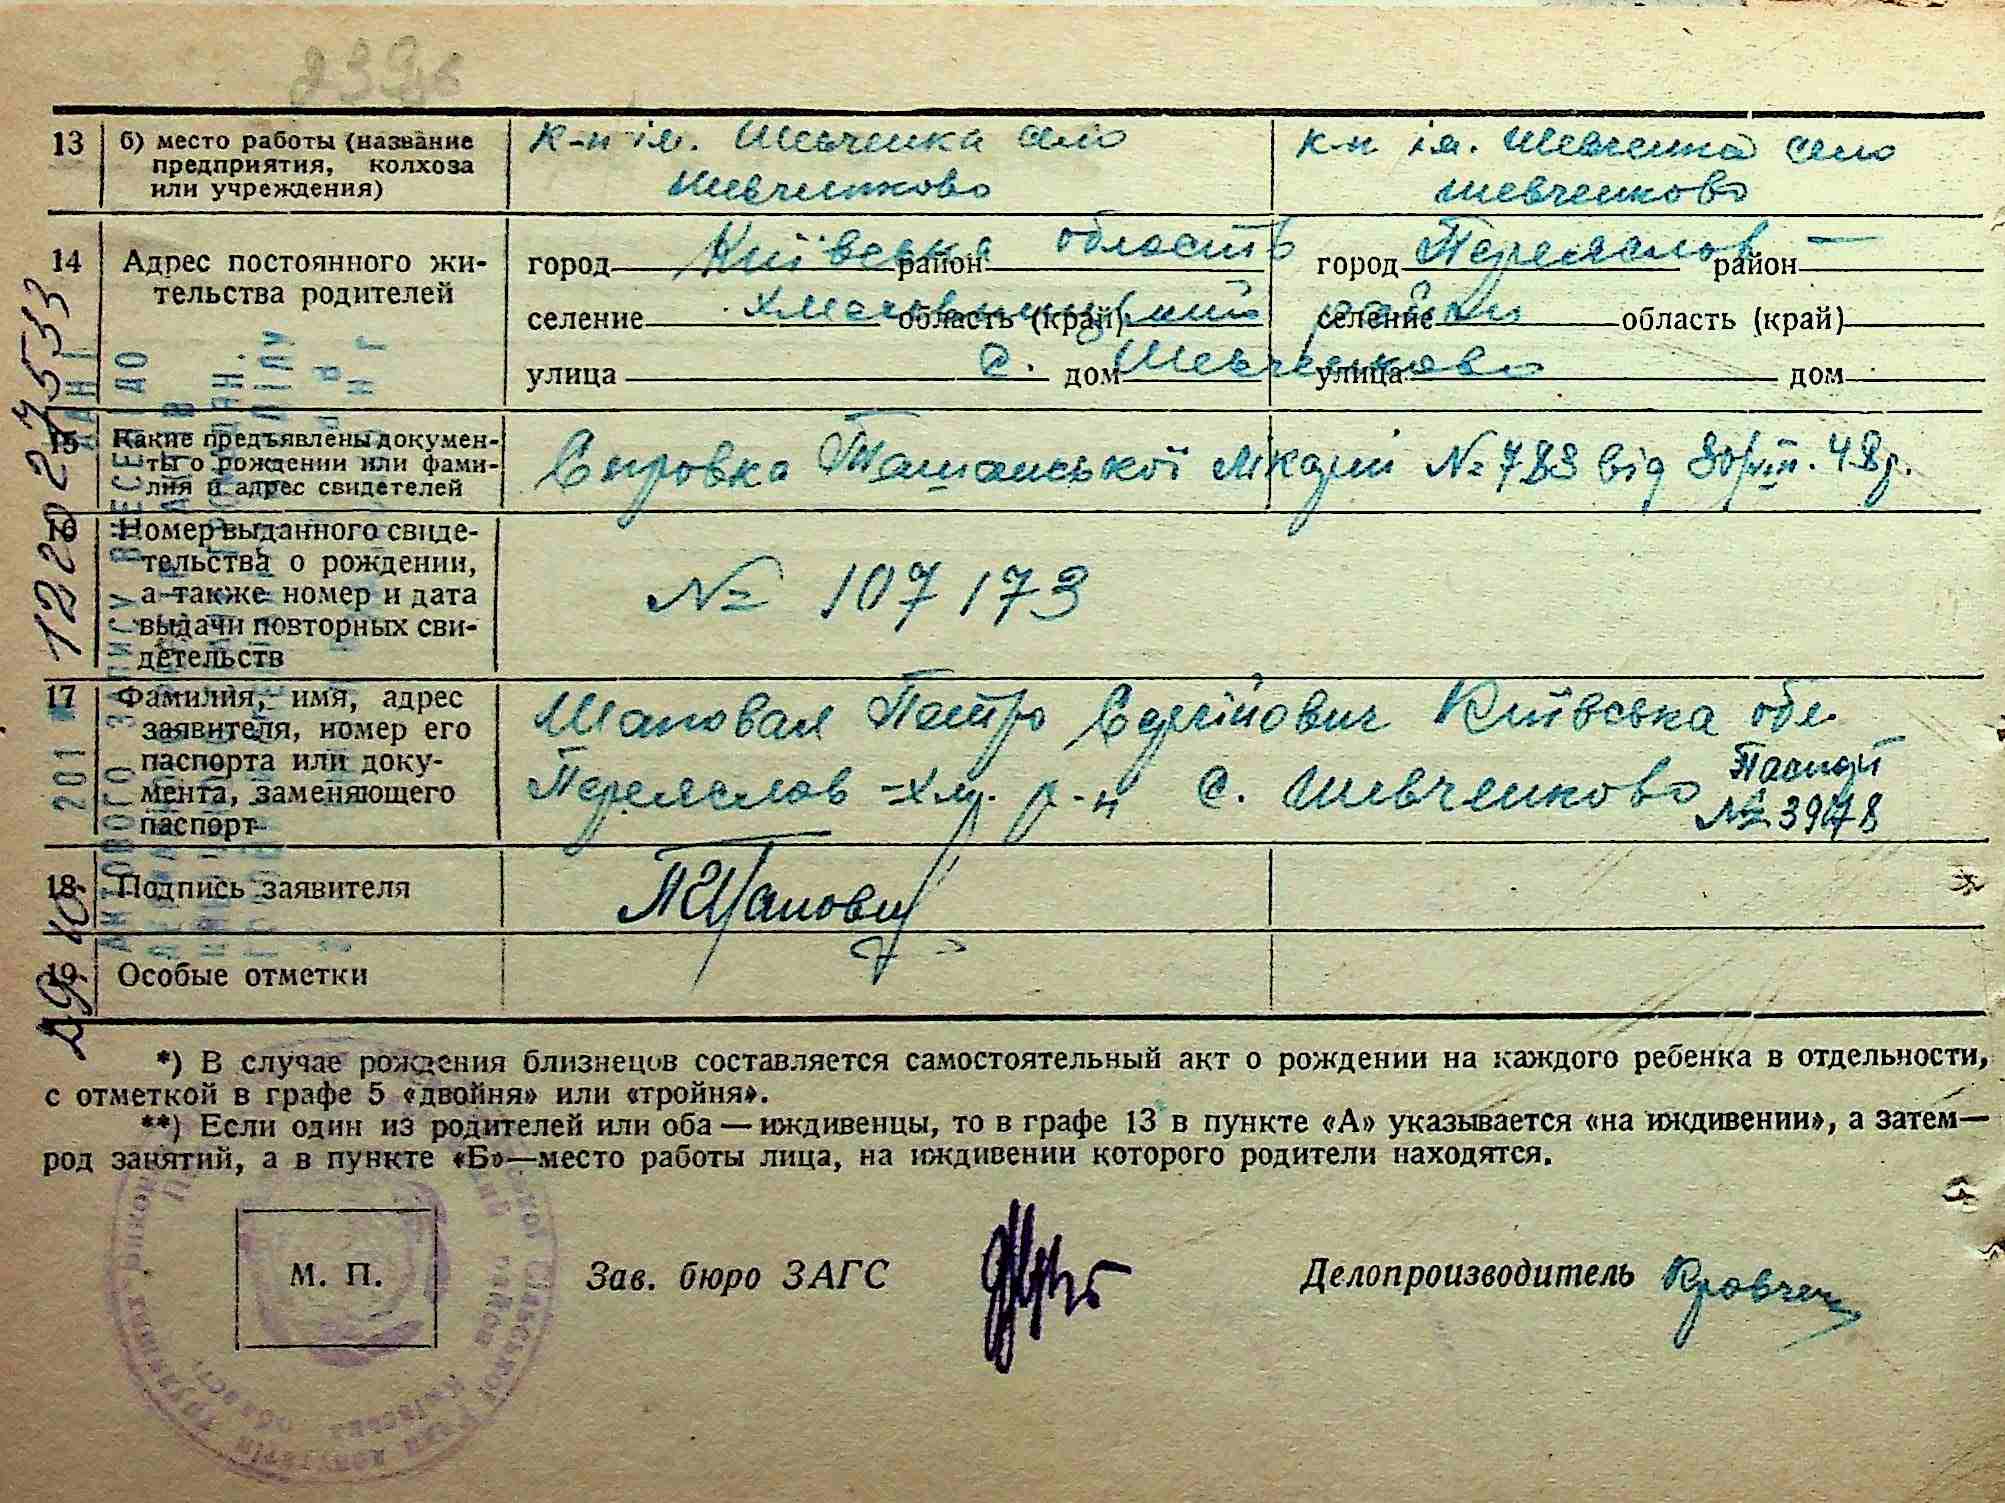 13 б) место работы (название предприятия, колхоза или учреждения)
к-п ім. Шевченка село Шевченково
к-п ім. Шевченка село Шевченково
14 Адрес постоянного жительства родителей
город район
селение область (край)
улица дом
город район
селение область (край)
улица дом
Київська область Переяслов —
Хмельницький район
с. Шевченково
15 Какие предъявлены документы о рождении или фамилия и адрес свидетелей
Справка Ташанської лікарні № 783 від 30/VIII. 48 р.
16 Номер выданного свидетельства о рождении, а также номер и дата выдачи повторных свидетельств
№ 107173
17 Фамилия, имя, адрес заявителя, номер его паспорта или документа, заменяющего паспорт
Шаповал Петро Сергійович Київська обл.
Переяслов-Хм. р-н с. Шевченково Паспорт
18 Подпись заявителя
19 Особые отметки
*) В случае рождения близнецов составляется самостоятельный акт о рождении на каждого ребенка в отдельности,
с отметкой в графе 5 «двойня» или «тройня».
**) Если один из родителей или оба — иждивенцы, то в графе 13 в пункте «А» указывается «на иждивении», а затем—
род занятий, а в пункте «Б»—место работы лица, на иждивении которого родители находятся.
М. П.
Зав. бюро ЗАГС
Делопроизводитель